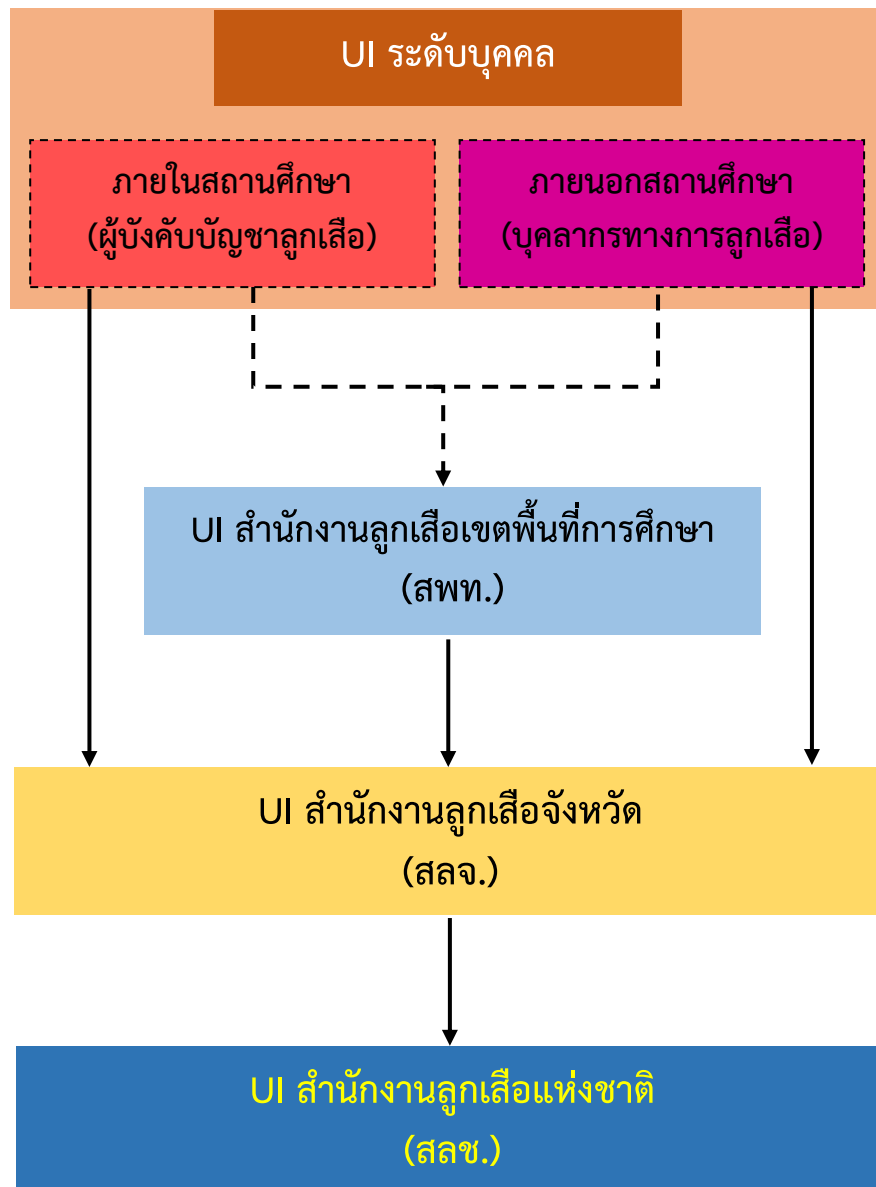 UI ระดับบุคคล
ภายในสถานศึกษา
(ผู้บังคับบัญชาลูกเสือ)
ภายนอกสถานศึกษา
(บุคลากรทางการลูกเสือ)
UI สำนักงานลูกเสือเขตพื้นที่การศึกษา
(สพท.)
UI สำนักงานลูกเสือจังหวัด
(สลจ.)
UI สำนักงานลูกเสือแห่งชาติ
(สลช.)